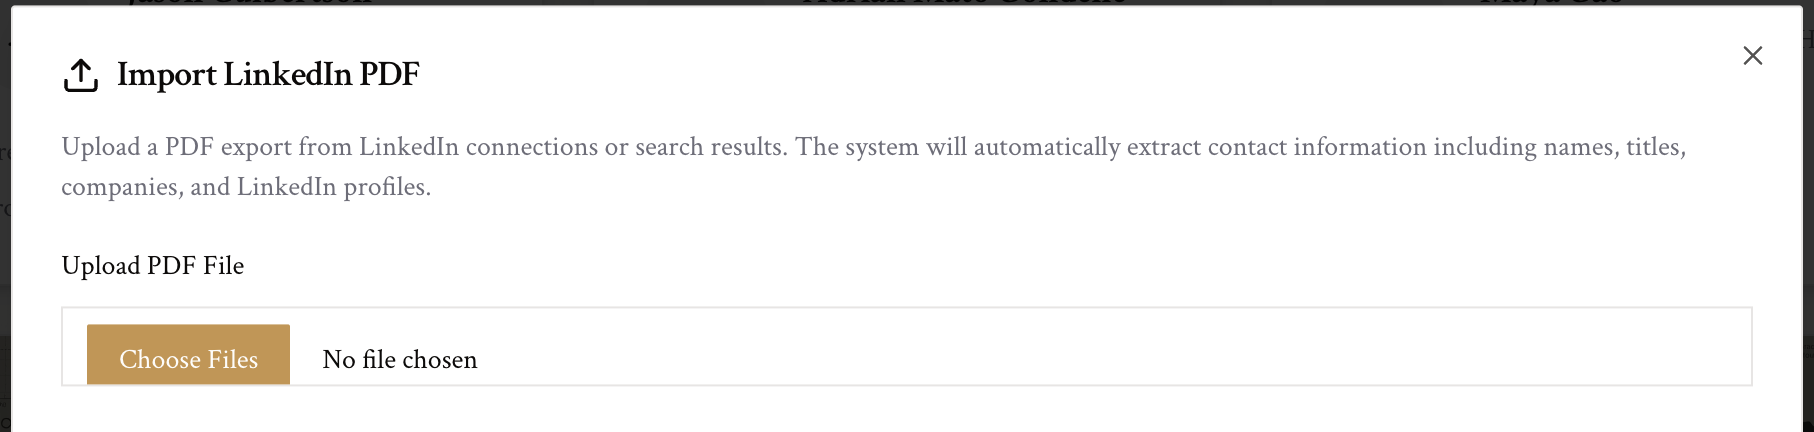 Import LinkedIn PDF
Upload a PDF export from LinkedIn connections or search results. The system will automatically extract contact information including names, titles,
companies, and LinkedIn profiles.
Upload PDF File
Choose Files No file chosen